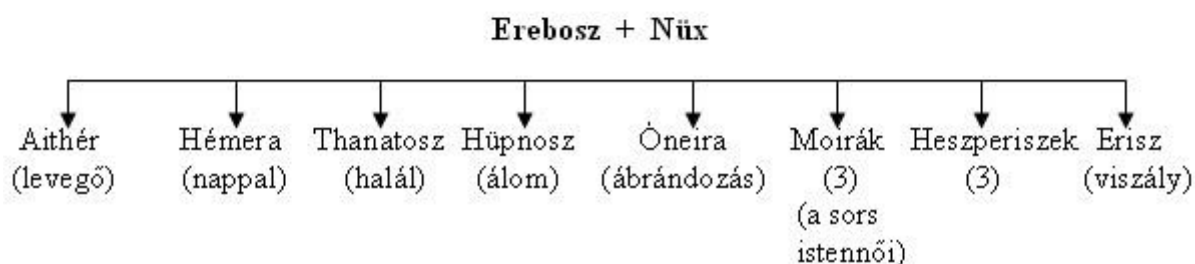 Erebosz + Nüx
Aithér Hémera Thanatosz Hüpnosz Óneira Moirák Heszperiszek Erisz
(levegő) (nappal) (halál) (álom) (ábrándozás) (3) (3) (viszály)
(a sors
istennői)